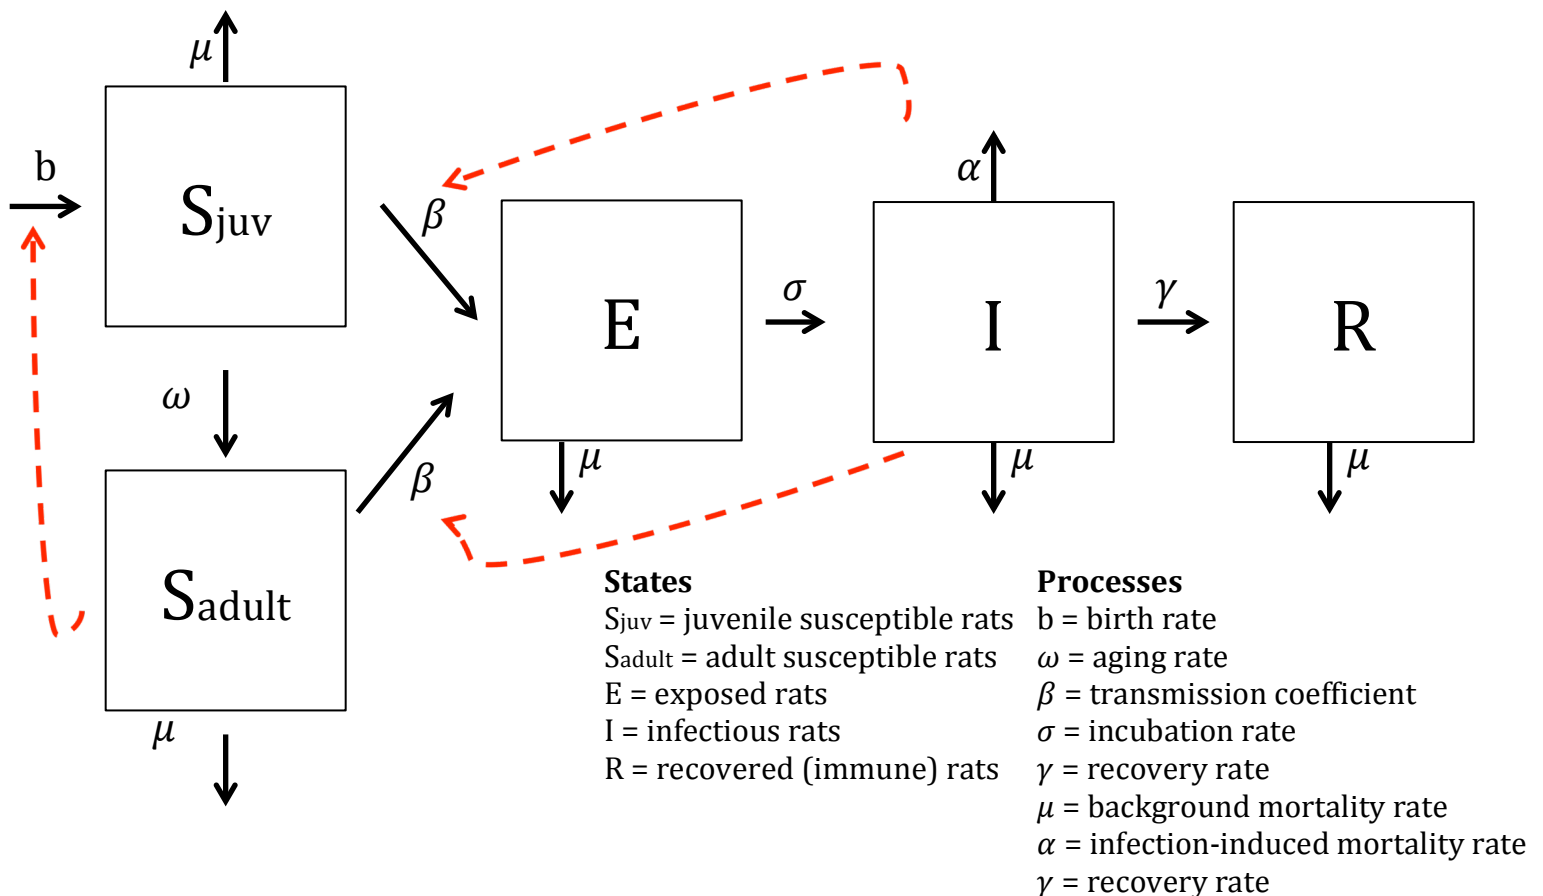 μ
b
Sjuv
β
ω
Sadult
μ
β
E
μ
σ
α
I
μ
γ
R
μ
States
Sjuv = juvenile susceptible rats
Sadult = adult susceptible rats
E = exposed rats
I = infectious rats
R = recovered (immune) rats
Processes
b = birth rate
ω = aging rate
β = transmission coefficient
σ = incubation rate
γ = recovery rate
μ = background mortality rate
α = infection-induced mortality rate
γ = recovery rate